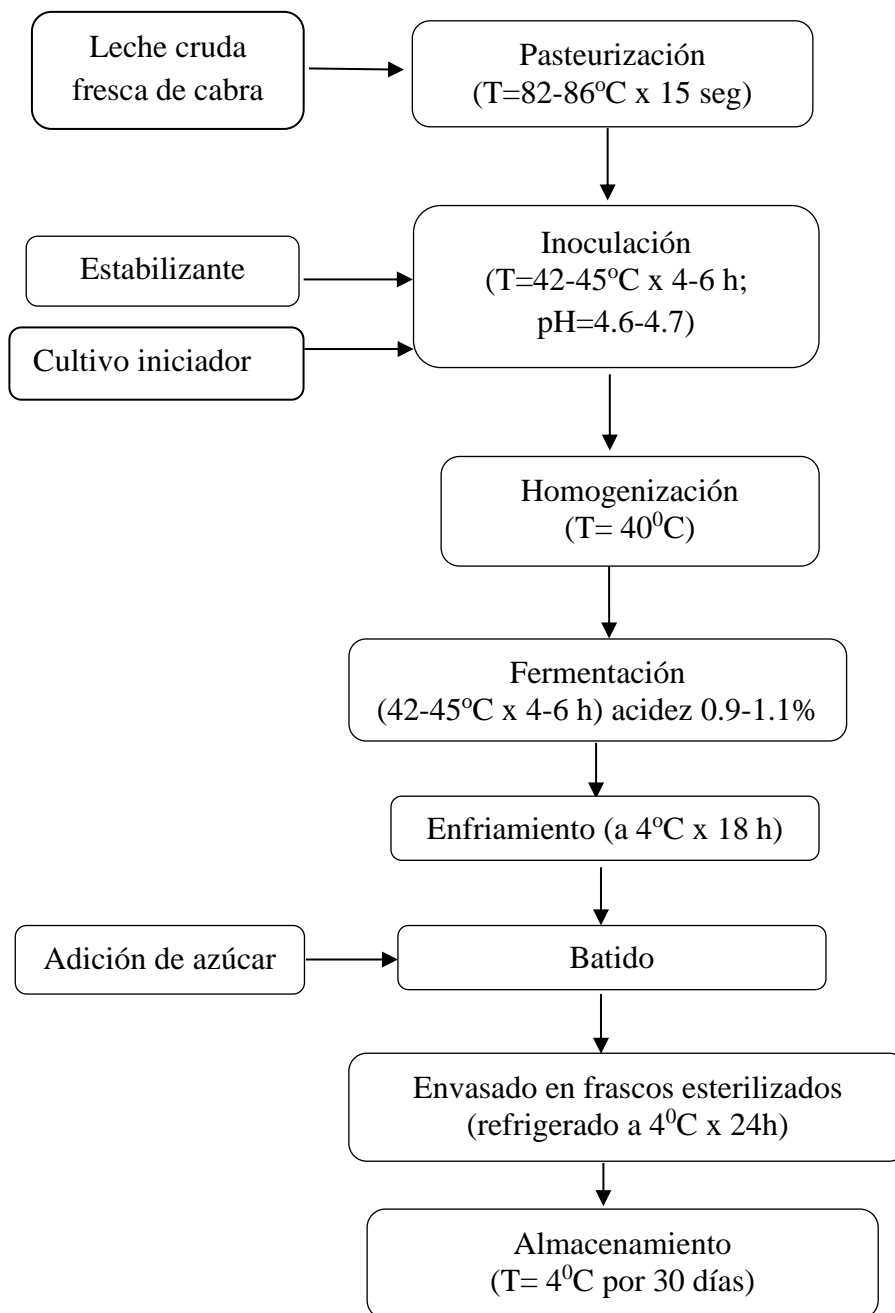 Leche cruda
fresca de cabra
Pasteurización
(T=82-86ºC x 15 seg)
Estabilizante
Cultivo iniciador
Inoculación
(T=42-45ºC x 4-6 h;
pH=4.6-4.7)
Homogenización
(T= 40⁰C)
Fermentación
(42-45ºC x 4-6 h) acidez 0.9-1.1%
Enfriamiento (a 4ºC x 18 h)
Adición de azúcar
Batido
Envasado en frascos esterilizados
(refrigerado a 4⁰C x 24h)
Almacenamiento
(T= 4⁰C por 30 días)